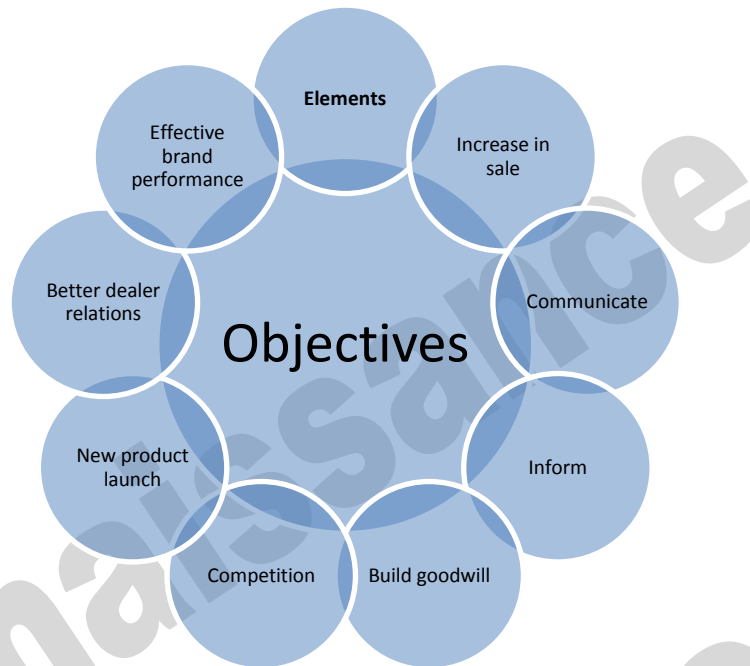 Elements
Increase in
sale
Communicate
Inform
Build goodwill
Competition
New product
launch
Better dealer
relations
Effective
brand
performance
Objectives